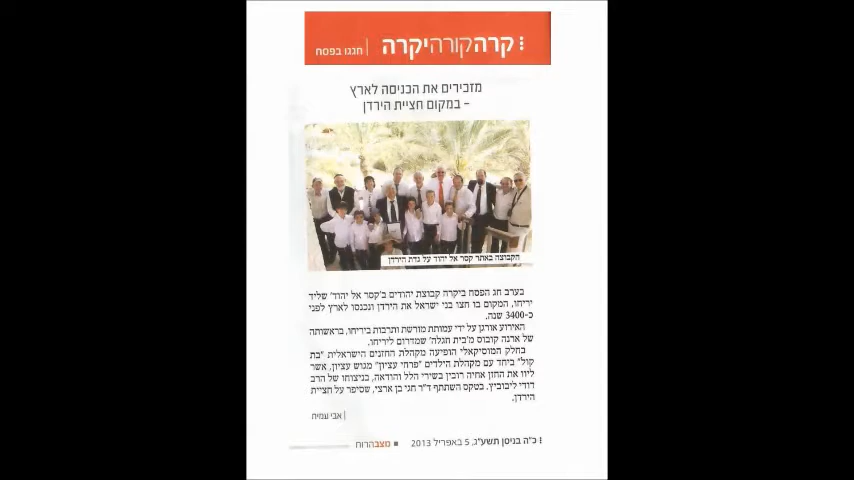 קרהקורהיקרה | חגגו בפסח
מזכירים את הכניסה לארץ
– במקום חציית הירדן
הקבוצה באתר קסר אל יהוד על גדת הירדן
בערב חג הפסח ביקרה קבוצת יהודים ב'קסר אל יהוד' שליד
יריחו, המקום בו חצו בני ישראל את הירדן ונכנסו לארץ לפני
כ-3400 שנה.
האירוע אורגן על ידי עמותת מורשת ותרבות ביריחו, בראשותה
של ארנה קובוס מ'בית חגלה' שמדרום ליריחו.
בחלק המוסיקאלי הופיעה מקהלת החזנים הישראלית "בת
קול" ביחד עם מקהלת הילדים "פרחי עציון" מגוש עציון, אשר
ליוו את החזן אחיה רובין בשירי הלל והודאה, בניצוחו של הרב
דודי ליבוביץ. בטקס השתתף ד"ר חגי בן ארצי, שסיפר על חציית
הירדן.
| אבי עמית
כ"ה בניסן תשע"ג, 5 באפריל 2013 ■ מצבהרוח